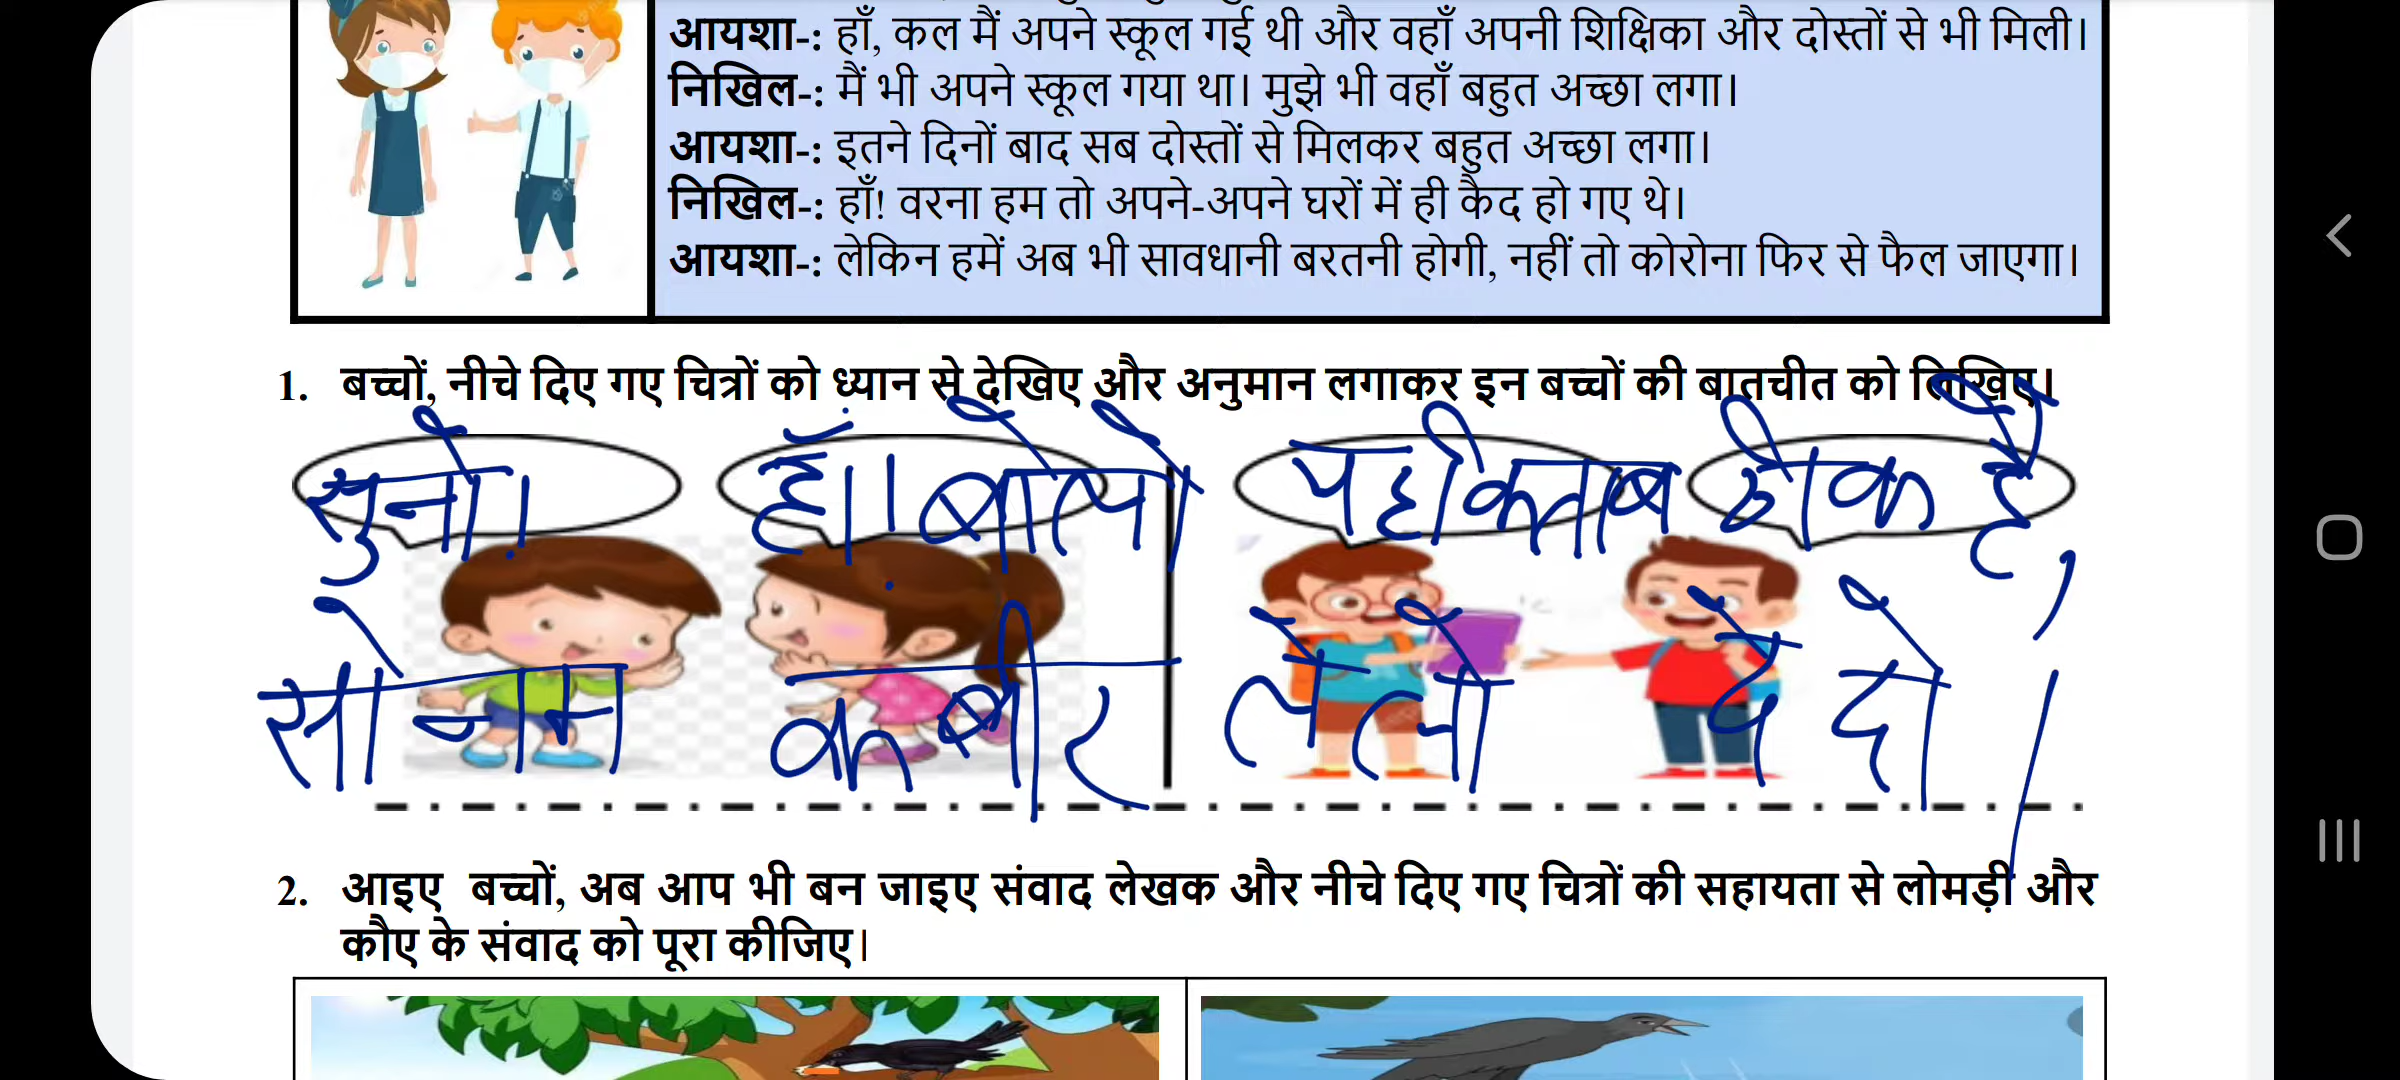 आयशा-: हाँ, कल मैं अपने स्कूल गई थी और वहाँ अपनी शिक्षिका और दोस्तों से भी मिली।
निखिल-: मैं भी अपने स्कूल गया था। मुझे भी वहाँ बहुत अच्छा लगा।
आयशा-: इतने दिनों बाद सब दोस्तों से मिलकर बहुत अच्छा लगा।
निखिल-: हाँ! वरना हम तो अपने-अपने घरों में ही कैद हो गए थे।
आयशा-: लेकिन हमें अब भी सावधानी बरतनी होगी, नहीं तो कोरोना फिर से फैल जाएगा।
1. बच्चों, नीचे दिए गए चित्रों को ध्यान से देखिए और अनुमान लगाकर इन बच्चों की बातचीत को लिखिए।
सुनो! हाँ! बोलो
सोनम कबीर
यही किताब
ले लो
ठीक है,
दे दो।
2. आइए बच्चों, अब आप भी बन जाइए संवाद लेखक और नीचे दिए गए चित्रों की सहायता से लोमड़ी और
कौए के संवाद को पूरा कीजिए।